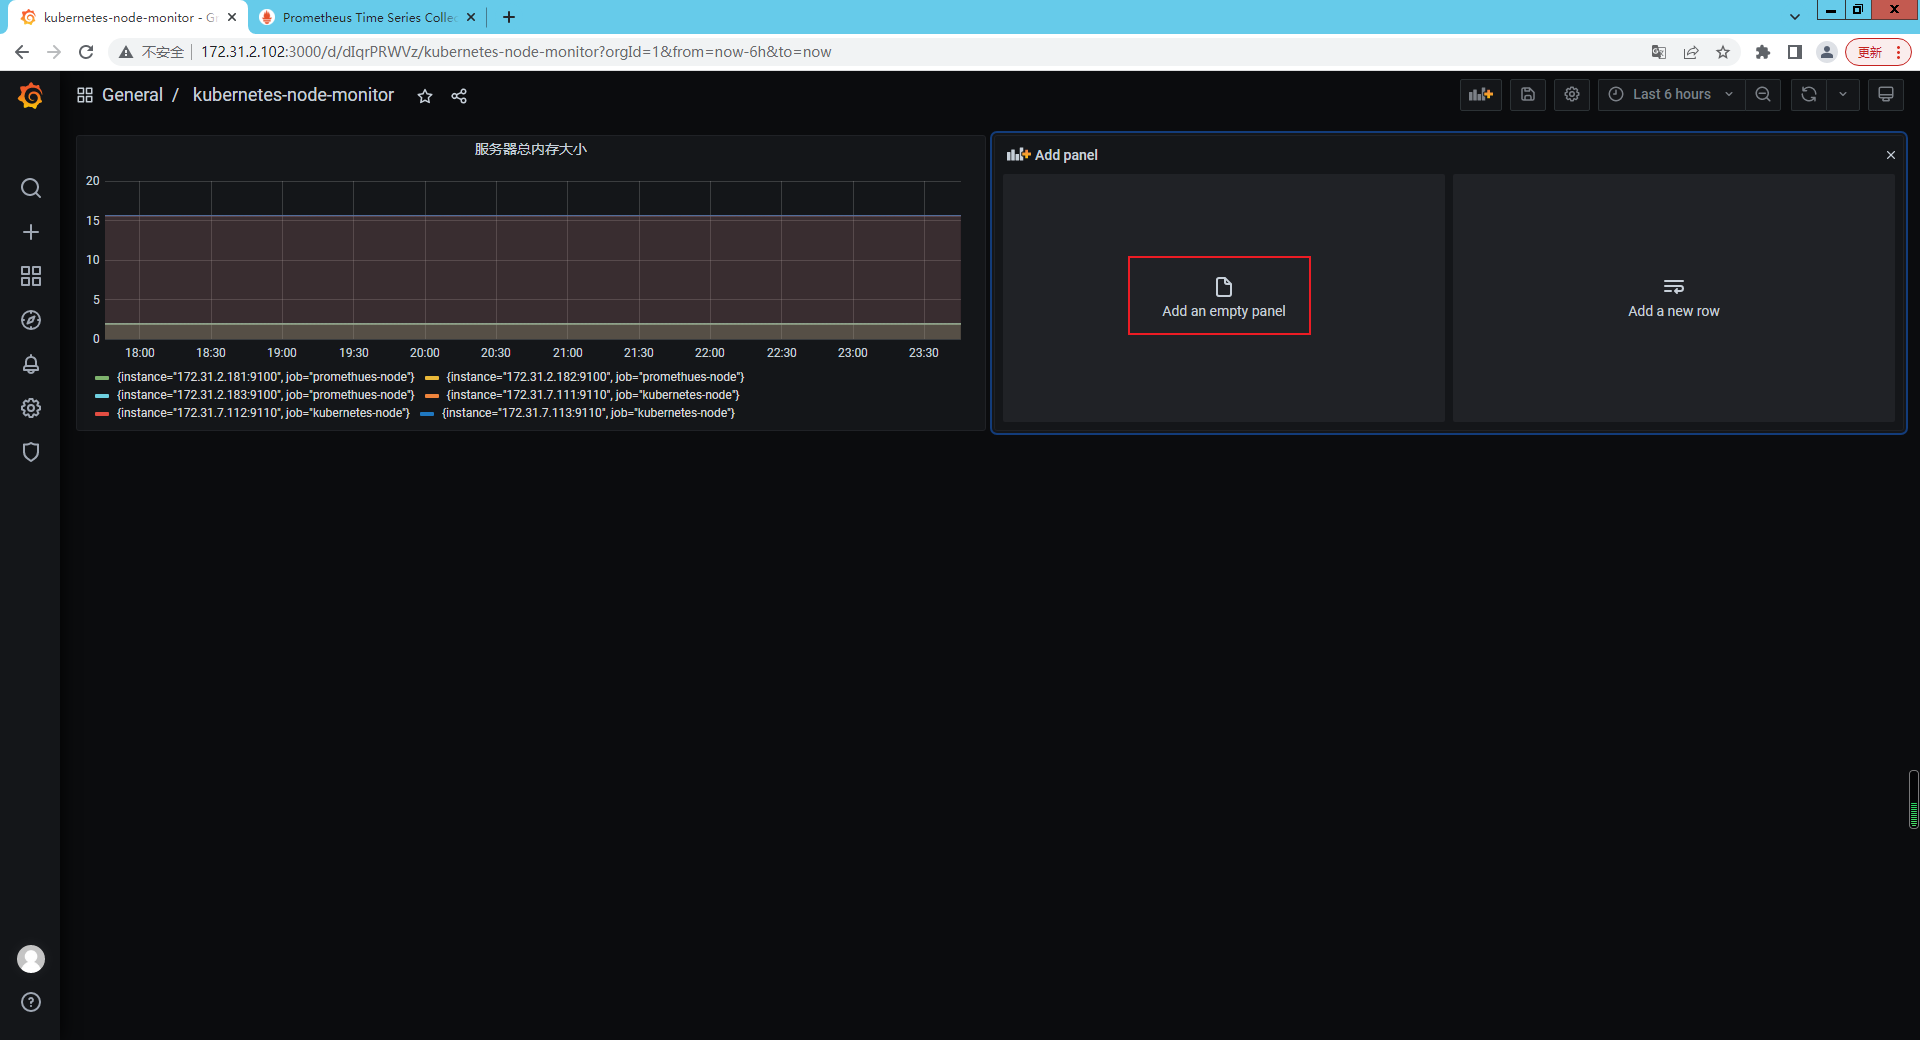 kubernetes-node-monitor - Gr
Prometheus Time Series Collec
不安全
172.31.2.102:3000/d/dIqrPRWVz/kubernetes-node-monitor?orgId=1&from=now-6h&to=now
更新
General / kubernetes-node-monitor
Last 6 hours
服务器总内存大小
20
15
10
5
0
18:00 18:30 19:00 19:30 20:00 20:30 21:00 21:30 22:00 22:30 23:00 23:30
{instance="172.31.2.181:9100", job="promethues-node"} {instance="172.31.2.182:9100", job="promethues-node"}
{instance="172.31.2.183:9100", job="promethues-node"} {instance="172.31.7.111:9110", job="kubernetes-node"}
{instance="172.31.7.112:9110", job="kubernetes-node"} {instance="172.31.7.113:9110", job="kubernetes-node"}
Add panel
Add an empty panel
Add a new row